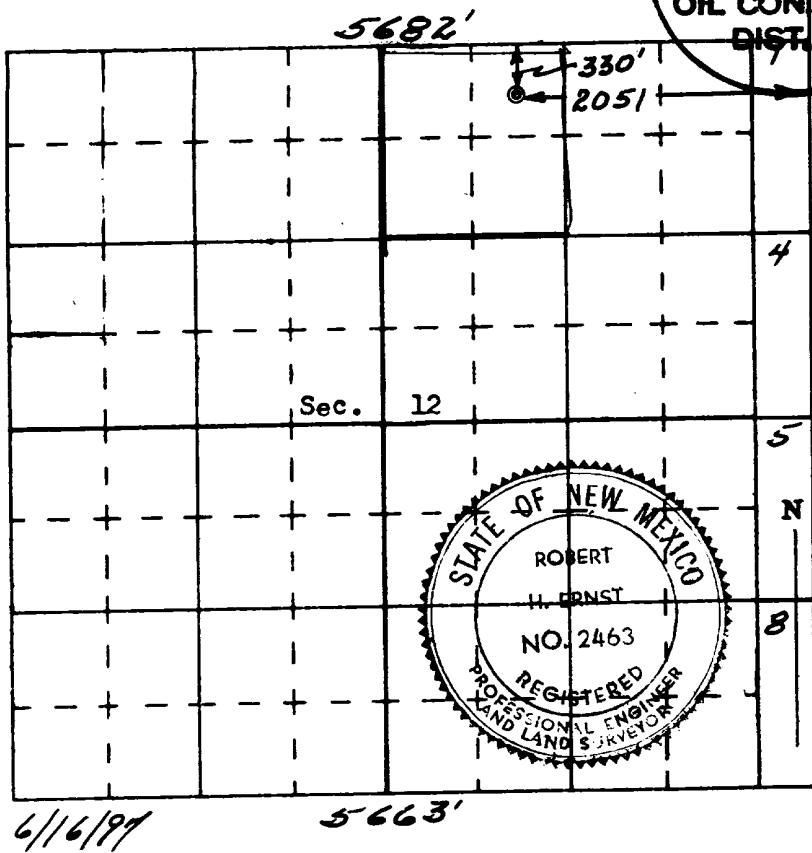 OIL CON
DIST.
5682'
330'
2051
4
Sec. 12
5
N
STATE OF NEW MEXICO
ROBERT
H. ERNST
NO. 2463
REGISTERED
PROFESSIONAL ENGINEER
AND LAND SURVEYOR
8
6/16/97
5663'